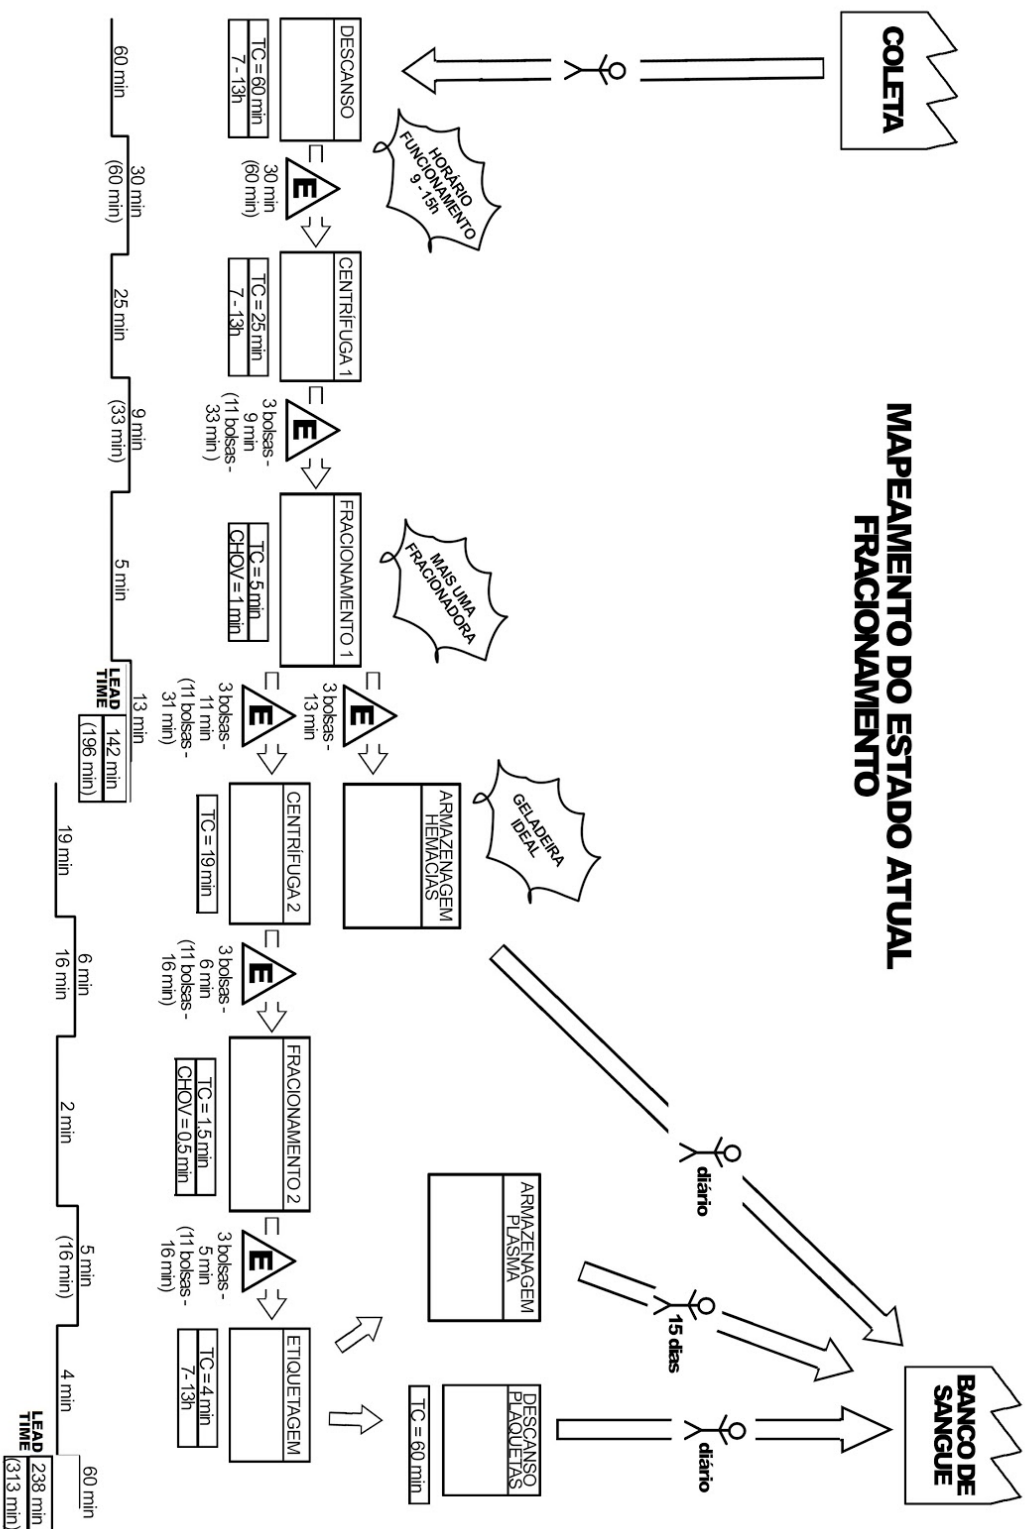 MAPEAMENTO DO ESTADO ATUAL
FRACIONAMENTO
COLETA
BANCO DE
SANGUE
HORÁRIO
FUNCIONAMENTO
9 - 15h
MAIS UMA
FRACIONADORA
GELADEIRA
IDEAL
diário
15 dias
diário
ARMAZENAGEM
HEMÁCIAS
ARMAZENAGEM
PLASMA
DESCANSO
PLAQUETAS
TC = 60 min
DESCANSO
TC = 60 min
7 - 13h
E
30 min
(60 min)
CENTRÍFUGA 1
TC = 25 min
7 - 13h
E
3 bolsas -
9 min
(11 bolsas -
33 min)
FRACIONAMENTO 1
TC = 5 min
CHOV = 1 min
E
3 bolsas -
13 min
E
3 bolsas -
11 min
(11 bolsas -
31 min)
CENTRÍFUGA 2
TC = 19 min
E
3 bolsas -
6 min
(11 bolsas -
16 min)
FRACIONAMENTO 2
TC = 1,5 min
CHOV = 0,5 min
E
3 bolsas -
5 min
(11 bolsas -
16 min)
ETIQUETAGEM
TC = 4 min
7- 13h
60 min
30 min
(60 min)
25 min
9 min
(33 min)
5 min
13 min
LEAD
TIME
142 min
(196 min)
19 min
6 min
16 min
2 min
5 min
(16 min)
4 min
60 min
LEAD
TIME
238 min
(313 min)